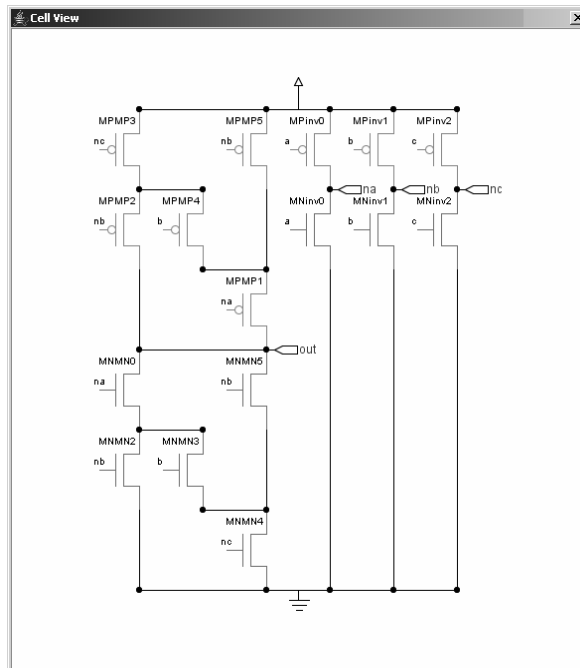 Cell View
MPMP3 MPMP5 MPinv0 MPinv1 MPinv2
nc nb a b c
na nb nc
MPMP2 MPMP4 MNinv0 MNinv1 MNinv2
nb b a b c
MPMP1
na
out
MNMN0 MNMN5
na nb
MNMN2 MNMN3
nb b
MNMN4
nc